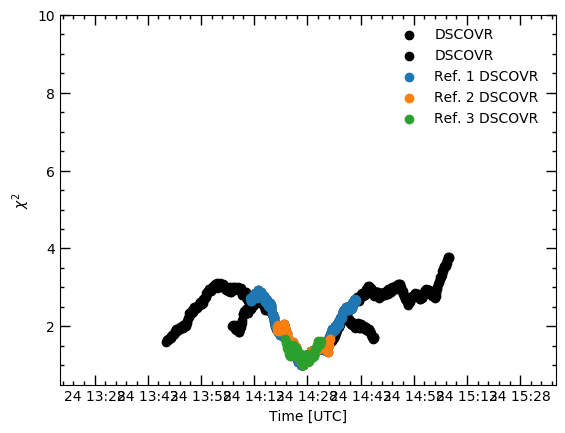 10
8
6
4
2
χ²
DSCOVR
DSCOVR
Ref. 1 DSCOVR
Ref. 2 DSCOVR
Ref. 3 DSCOVR
24 13:28 24 13:43 24 13:58 24 14:13 24 14:28 24 14:43 24 14:58 24 15:13 24 15:28
Time [UTC]